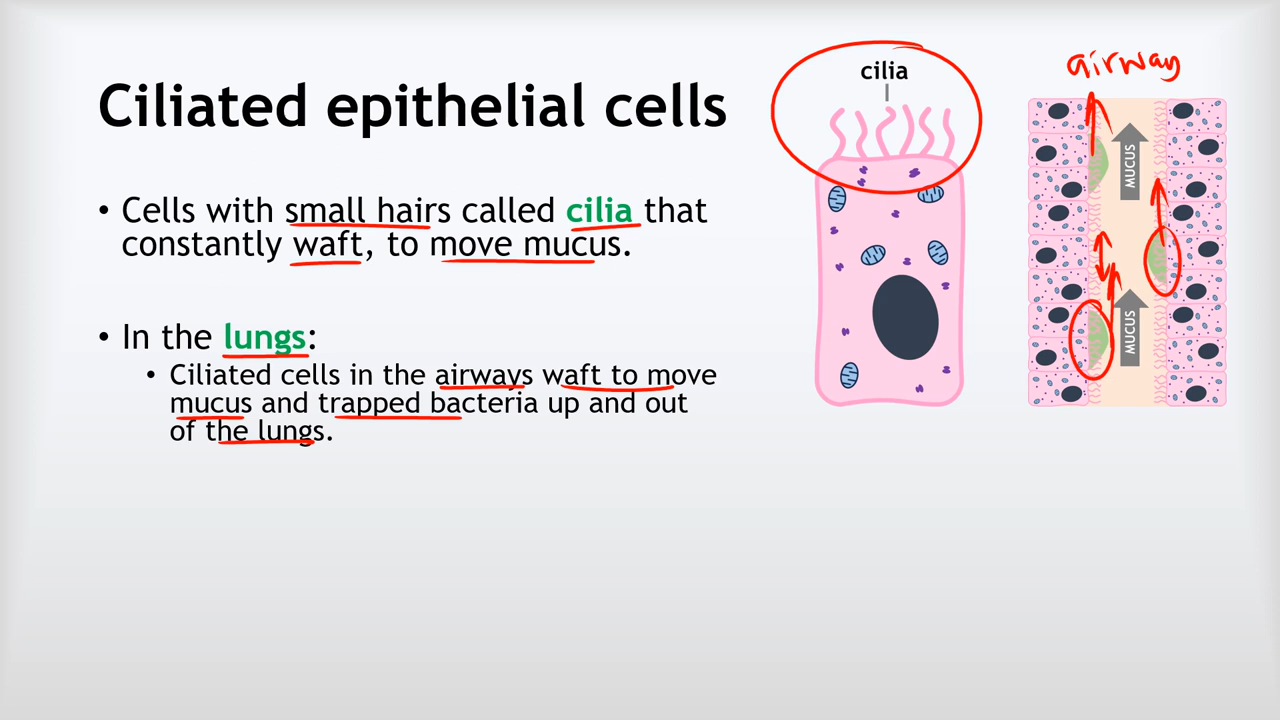 Ciliated epithelial cells
• Cells with small hairs called cilia that
constantly waft, to move mucus.
• In the lungs:
• Ciliated cells in the airways waft to move
mucus and trapped bacteria up and out
of the lungs.
cilia
airway
MUCUS
MUCUS